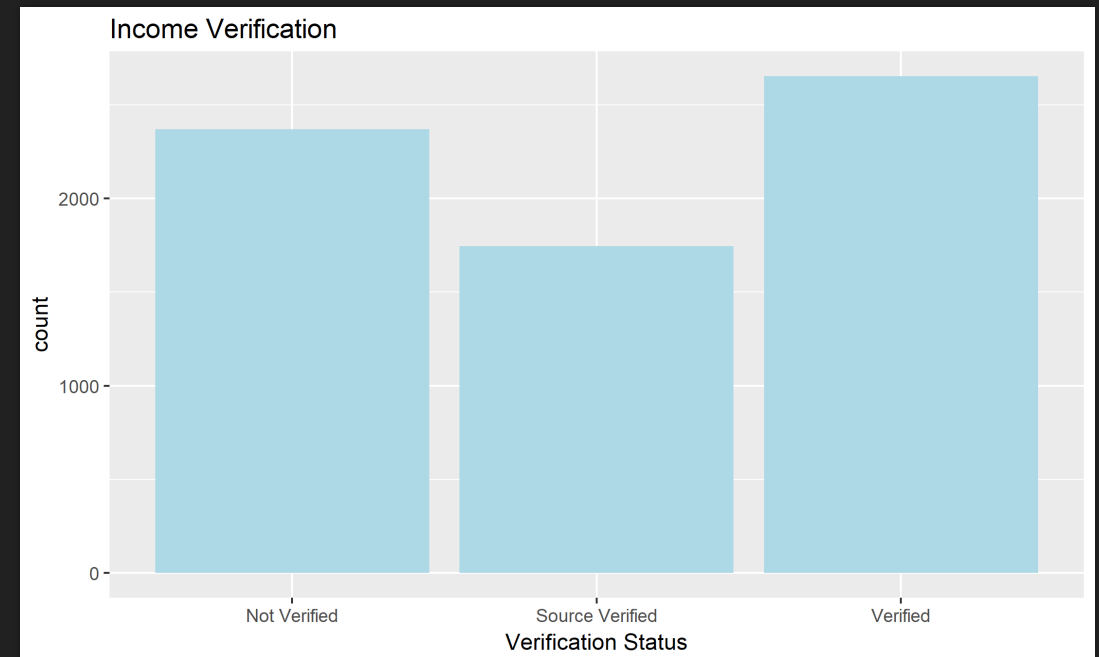 Income Verification
2000
1000
0
count
Not Verified Source Verified Verified
Verification Status